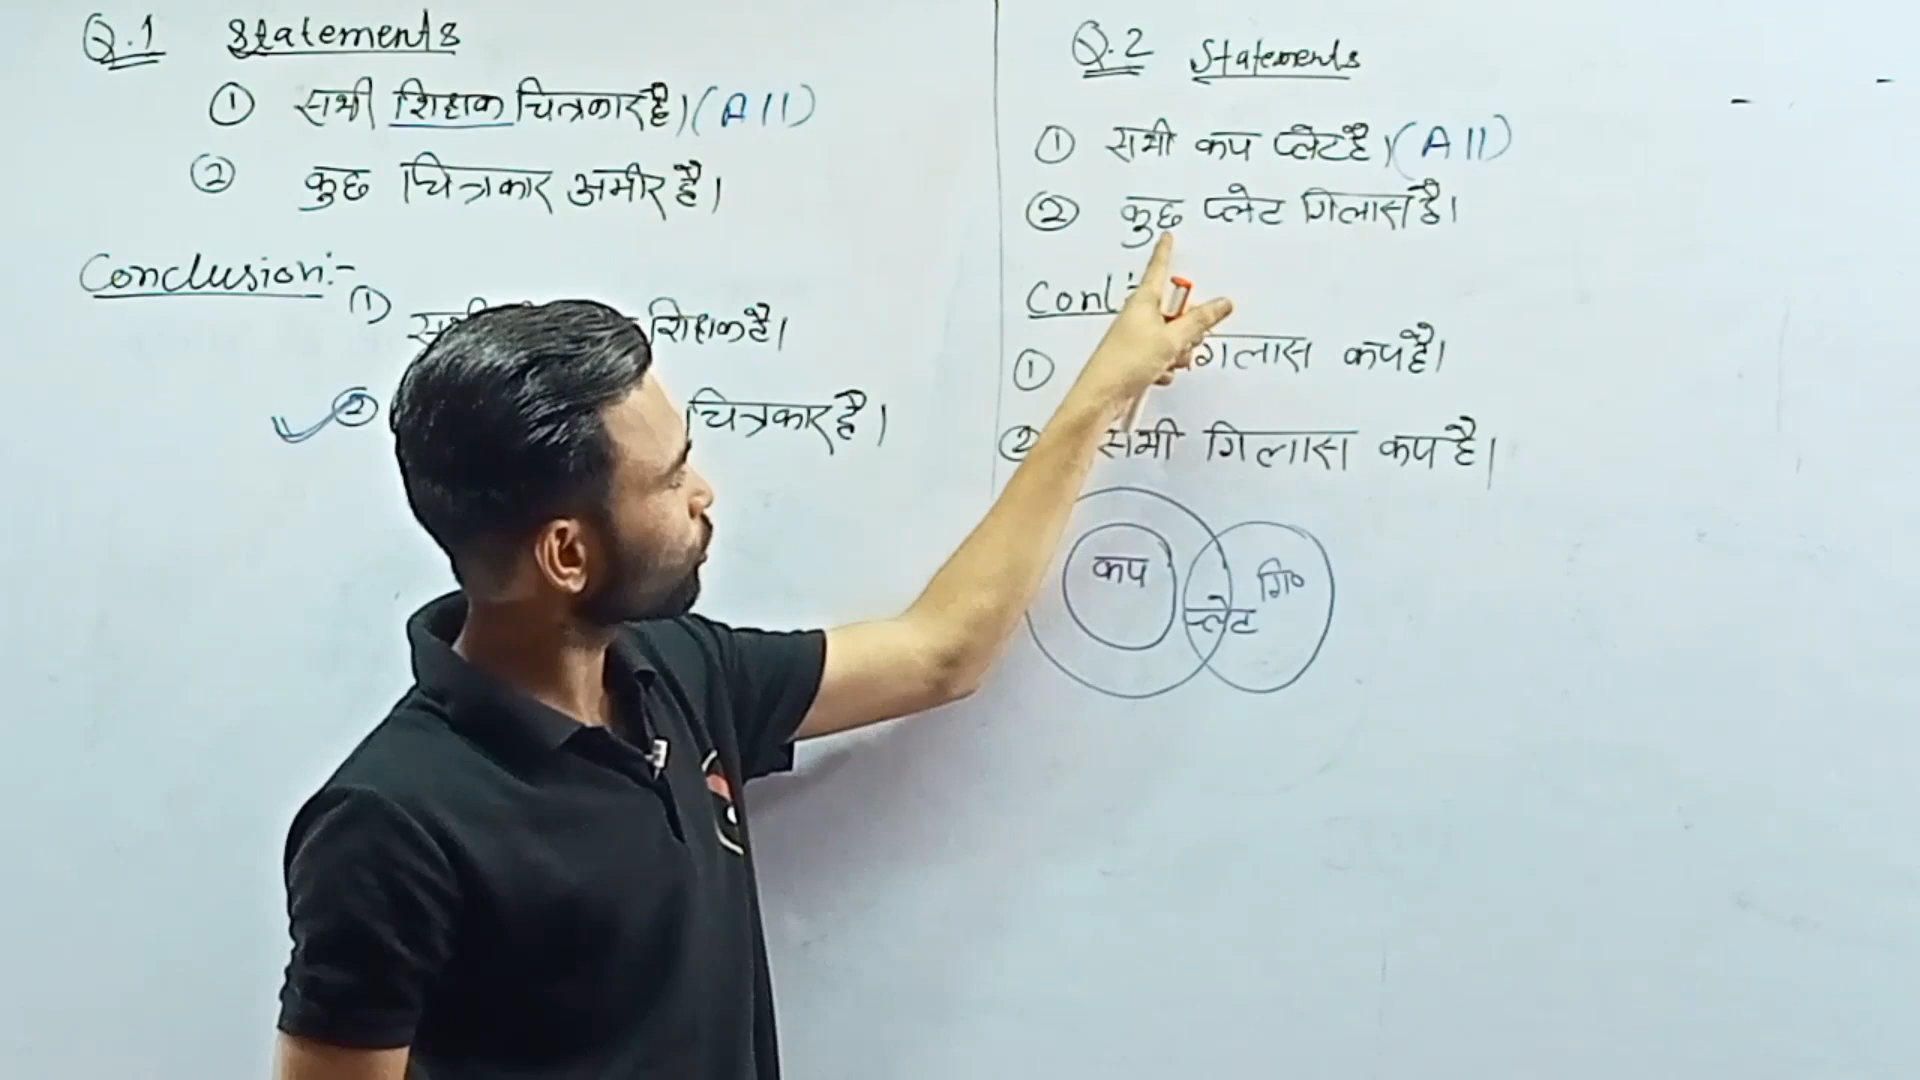 Q.1 Statements
① सभी शिक्षक चित्रकार है। (All)
② कुछ चित्रकार अमीर है।
Conclusion:-
① शिक्षक है।
② चित्रकार है।
Q.2 Statements
① सभी कप प्लेट है। (All)
② कुछ प्लेट गिलास है।
Conl:-
① गिलास कप है।
② सभी गिलास कप है।
कप
प्लेट
गि०